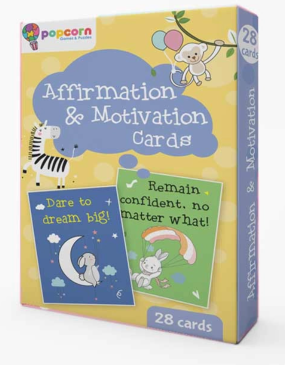 popcorn
Games & Puzzles
28
cards
Affirmation
& Motivation
Cards
Dare to
dream big!
Remain
confident, no
matter what!
28 cards
Affirmation & Motivation